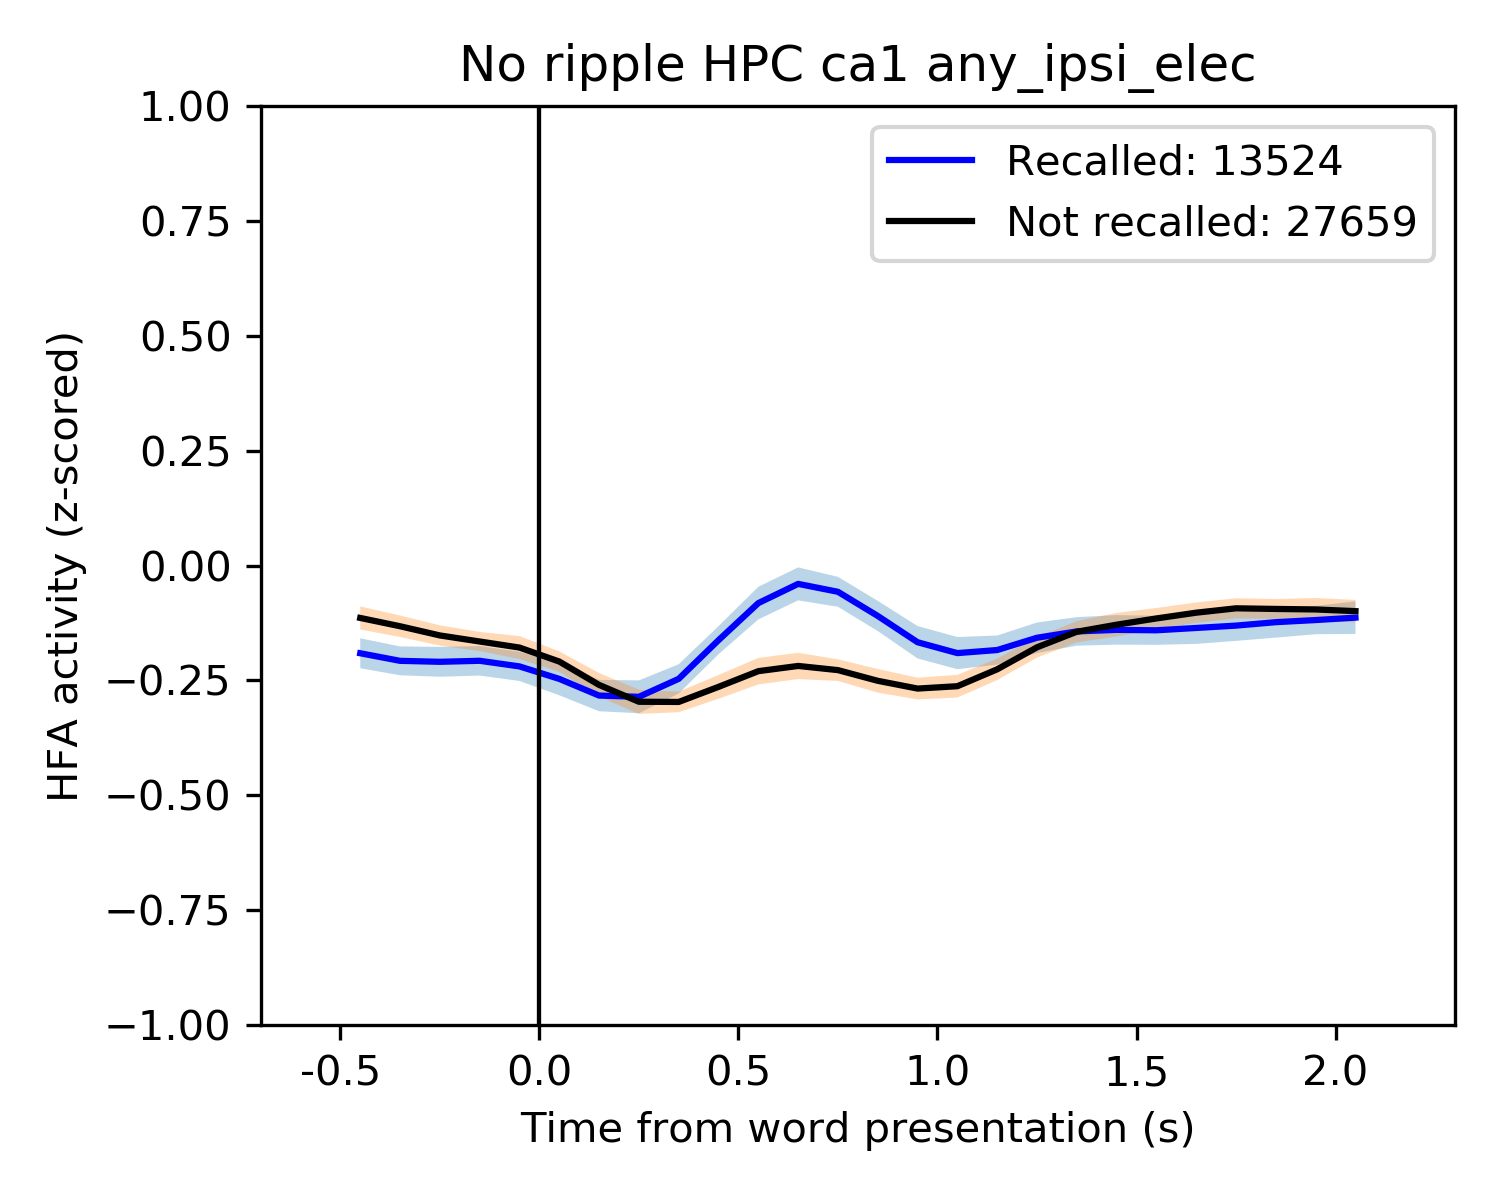 No ripple HPC ca1 any_ipsi_elec
Recalled: 13524
Not recalled: 27659
HFA activity (z-scored)
1.00
0.75
0.50
0.25
0.00
−0.25
−0.50
−0.75
−1.00
-0.5 0.0 0.5 1.0 1.5 2.0
Time from word presentation (s)